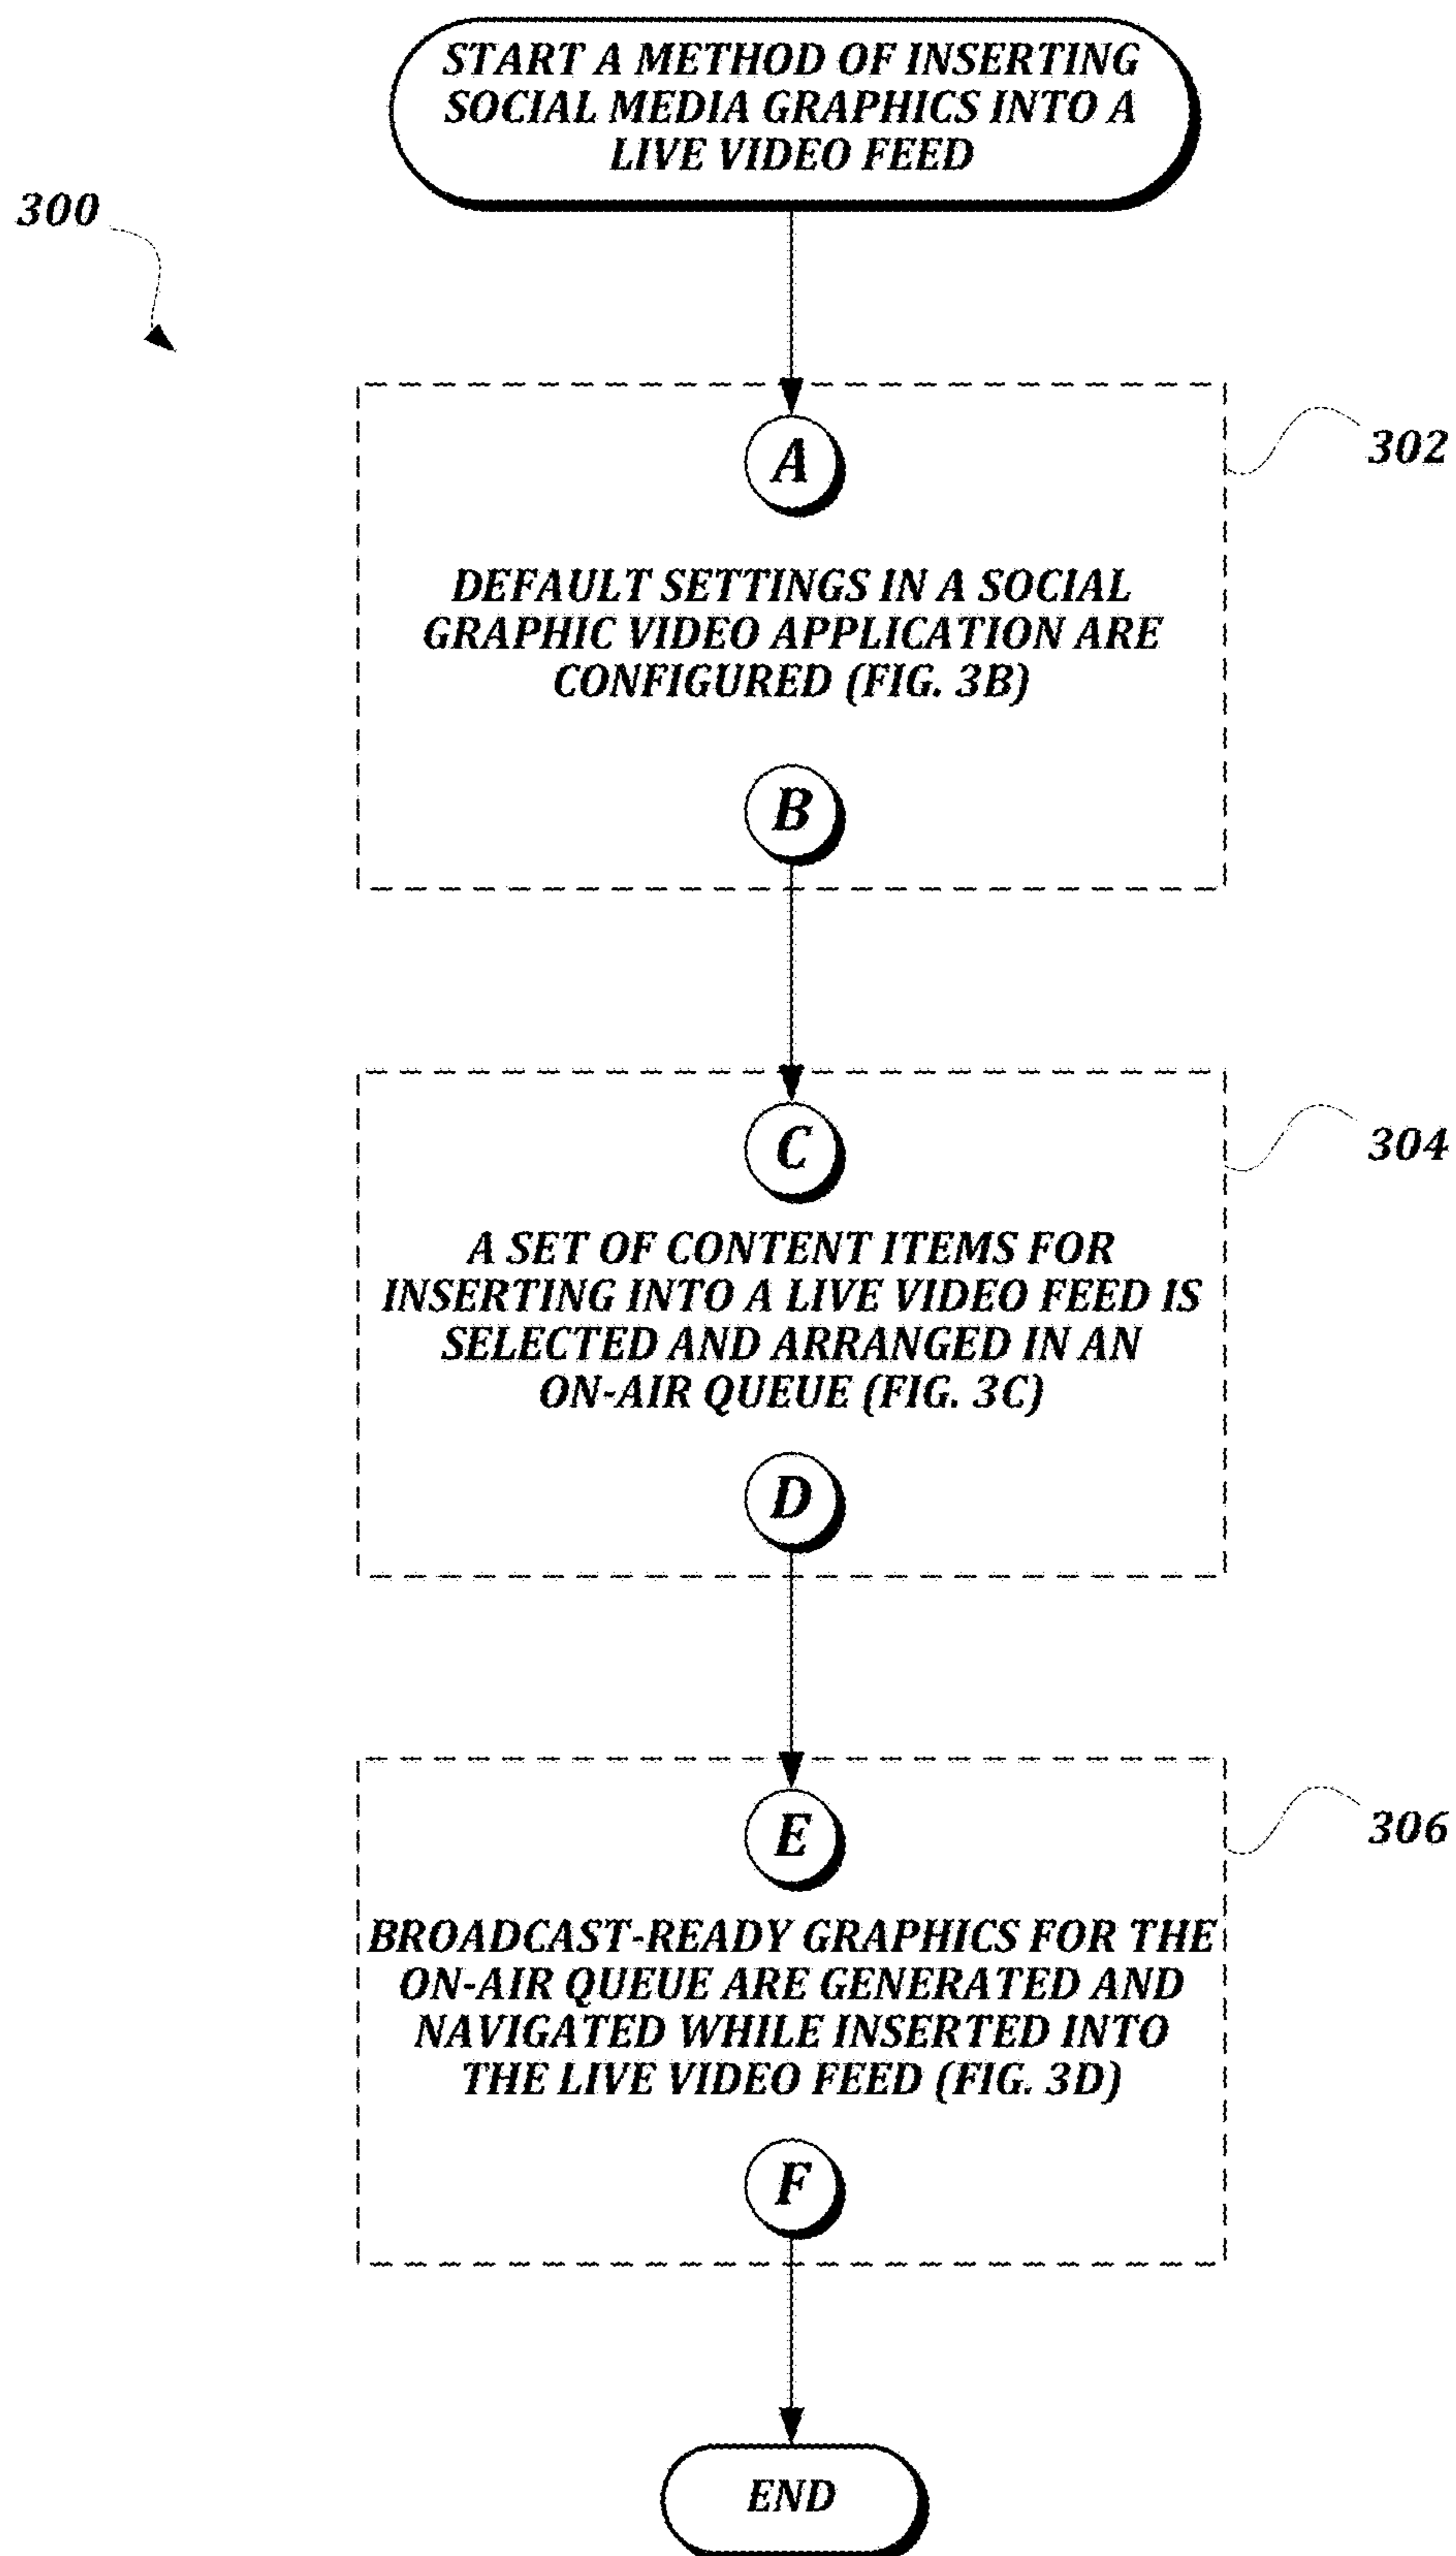 START A METHOD OF INSERTING
SOCIAL MEDIA GRAPHICS INTO A
LIVE VIDEO FEED
300
A
302
DEFAULT SETTINGS IN A SOCIAL
GRAPHIC VIDEO APPLICATION ARE
CONFIGURED (FIG. 3B)
B
C
304
A SET OF CONTENT ITEMS FOR
INSERTING INTO A LIVE VIDEO FEED IS
SELECTED AND ARRANGED IN AN
ON-AIR QUEUE (FIG. 3C)
D
E
306
BROADCAST-READY GRAPHICS FOR THE
ON-AIR QUEUE ARE GENERATED AND
NAVIGATED WHILE INSERTED INTO
THE LIVE VIDEO FEED (FIG. 3D)
F
END